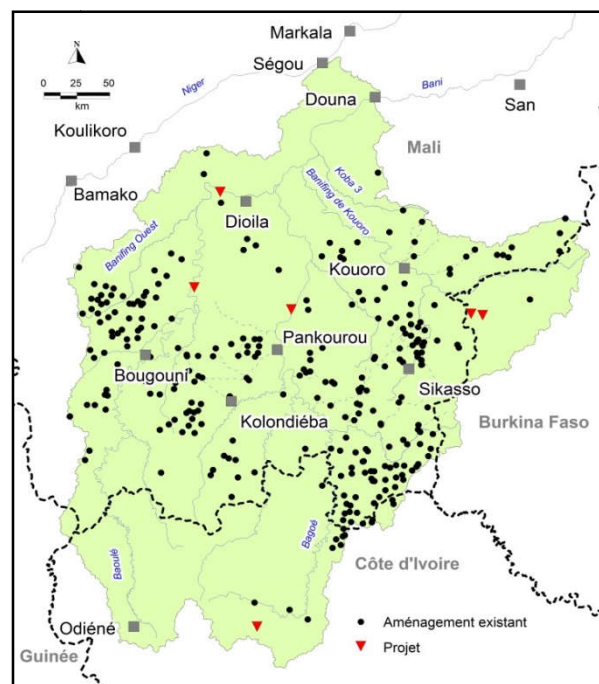 Markala
N
Ségou
0 25 50
km
Niger
Douna
Bani
San
Koulikoro
Mali
Koba 3
Bamako
Banifing de Kouoro
Dioila
Banifing Ouest
Kouoro
Pankourou
Bougouni
Sikasso
Kolondiéba
Burkina Faso
Bagoé
Baoulé
Côte d'Ivoire
Aménagement existant
Odiéné
Projet
Guinée